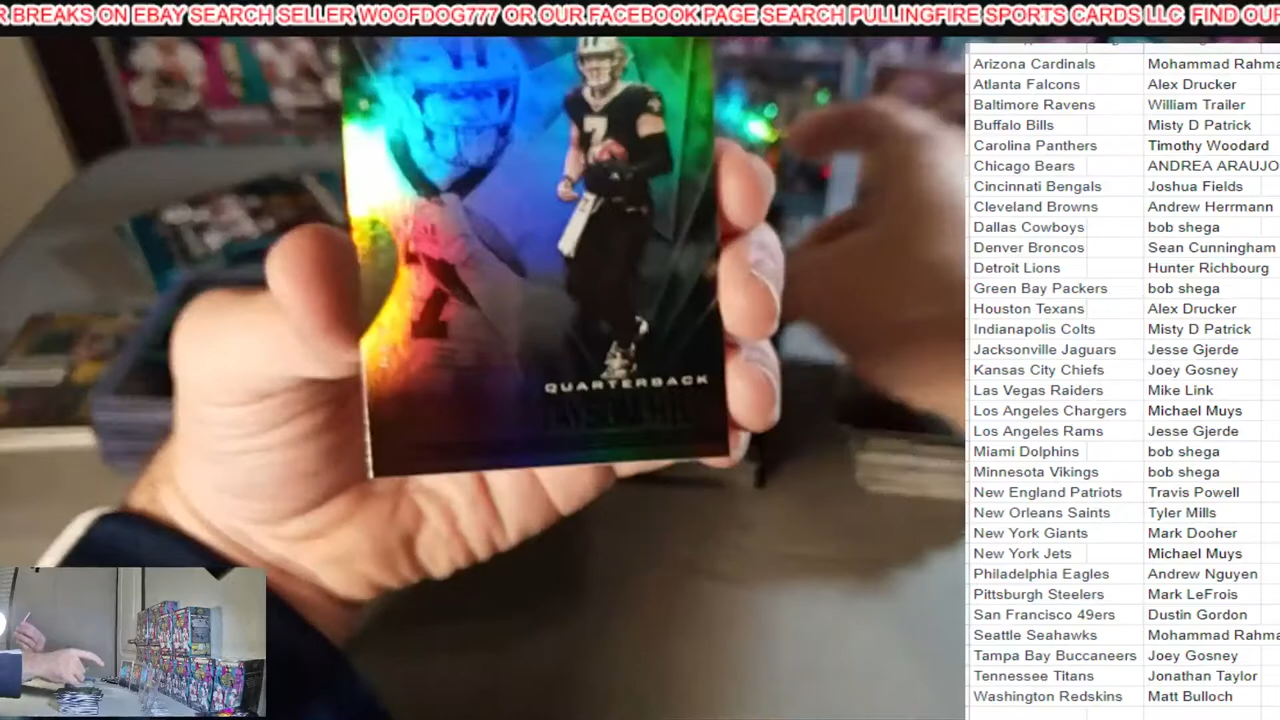 R BREAKS ON EBAY SEARCH SELLER WOOFDOG777 OR OUR FACEBOOK PAGE SEARCH PULLINGFIRE SPORTS CARDS LLC FIND OUR
7
7
QUARTERBACK
Arizona Cardinals Mohammad Rahma
Atlanta Falcons Alex Drucker
Baltimore Ravens William Trailer
Buffalo Bills Misty D Patrick
Carolina Panthers Timothy Woodard
Chicago Bears ANDREA ARAUJO
Cincinnati Bengals Joshua Fields
Cleveland Browns Andrew Herrmann
Dallas Cowboys bob shega
Denver Broncos Sean Cunningham
Detroit Lions Hunter Richbourg
Green Bay Packers bob shega
Houston Texans Alex Drucker
Indianapolis Colts Misty D Patrick
Jacksonville Jaguars Jesse Gjerde
Kansas City Chiefs Joey Gosney
Las Vegas Raiders Mike Link
Los Angeles Chargers Michael Muys
Los Angeles Rams Jesse Gjerde
Miami Dolphins bob shega
Minnesota Vikings bob shega
New England Patriots Travis Powell
New Orleans Saints Tyler Mills
New York Giants Mark Dooher
New York Jets Michael Muys
Philadelphia Eagles Andrew Nguyen
Pittsburgh Steelers Mark LeFrois
San Francisco 49ers Dustin Gordon
Seattle Seahawks Mohammad Rahma
Tampa Bay Buccaneers Joey Gosney
Tennessee Titans Jonathan Taylor
Washington Redskins Matt Bulloch